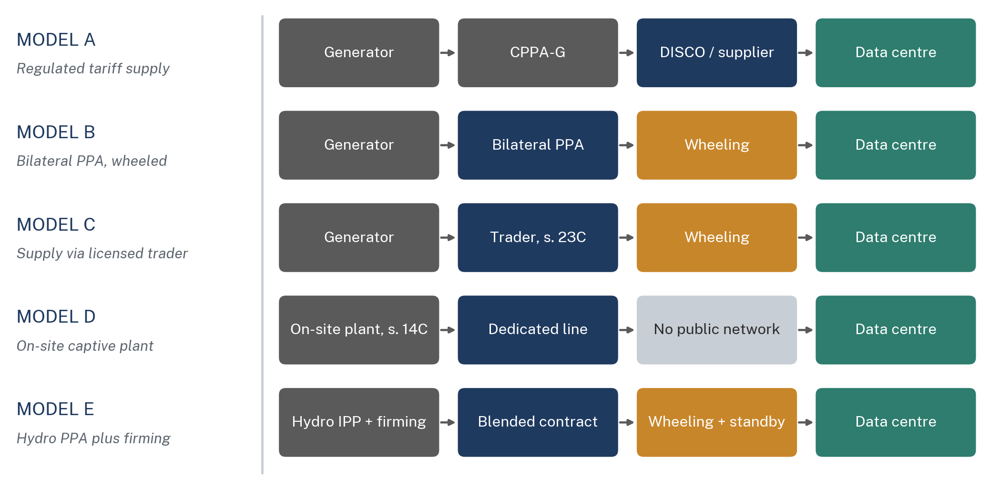 MODEL A
Regulated tariff supply
Generator
CPPA-G
DISCO / supplier
Data centre
MODEL B
Bilateral PPA, wheeled
Generator
Bilateral PPA
Wheeling
Data centre
MODEL C
Supply via licensed trader
Generator
Trader, s. 23C
Wheeling
Data centre
MODEL D
On-site captive plant
On-site plant, s. 14C
Dedicated line
No public network
Data centre
MODEL E
Hydro PPA plus firming
Hydro IPP + firming
Blended contract
Wheeling + standby
Data centre